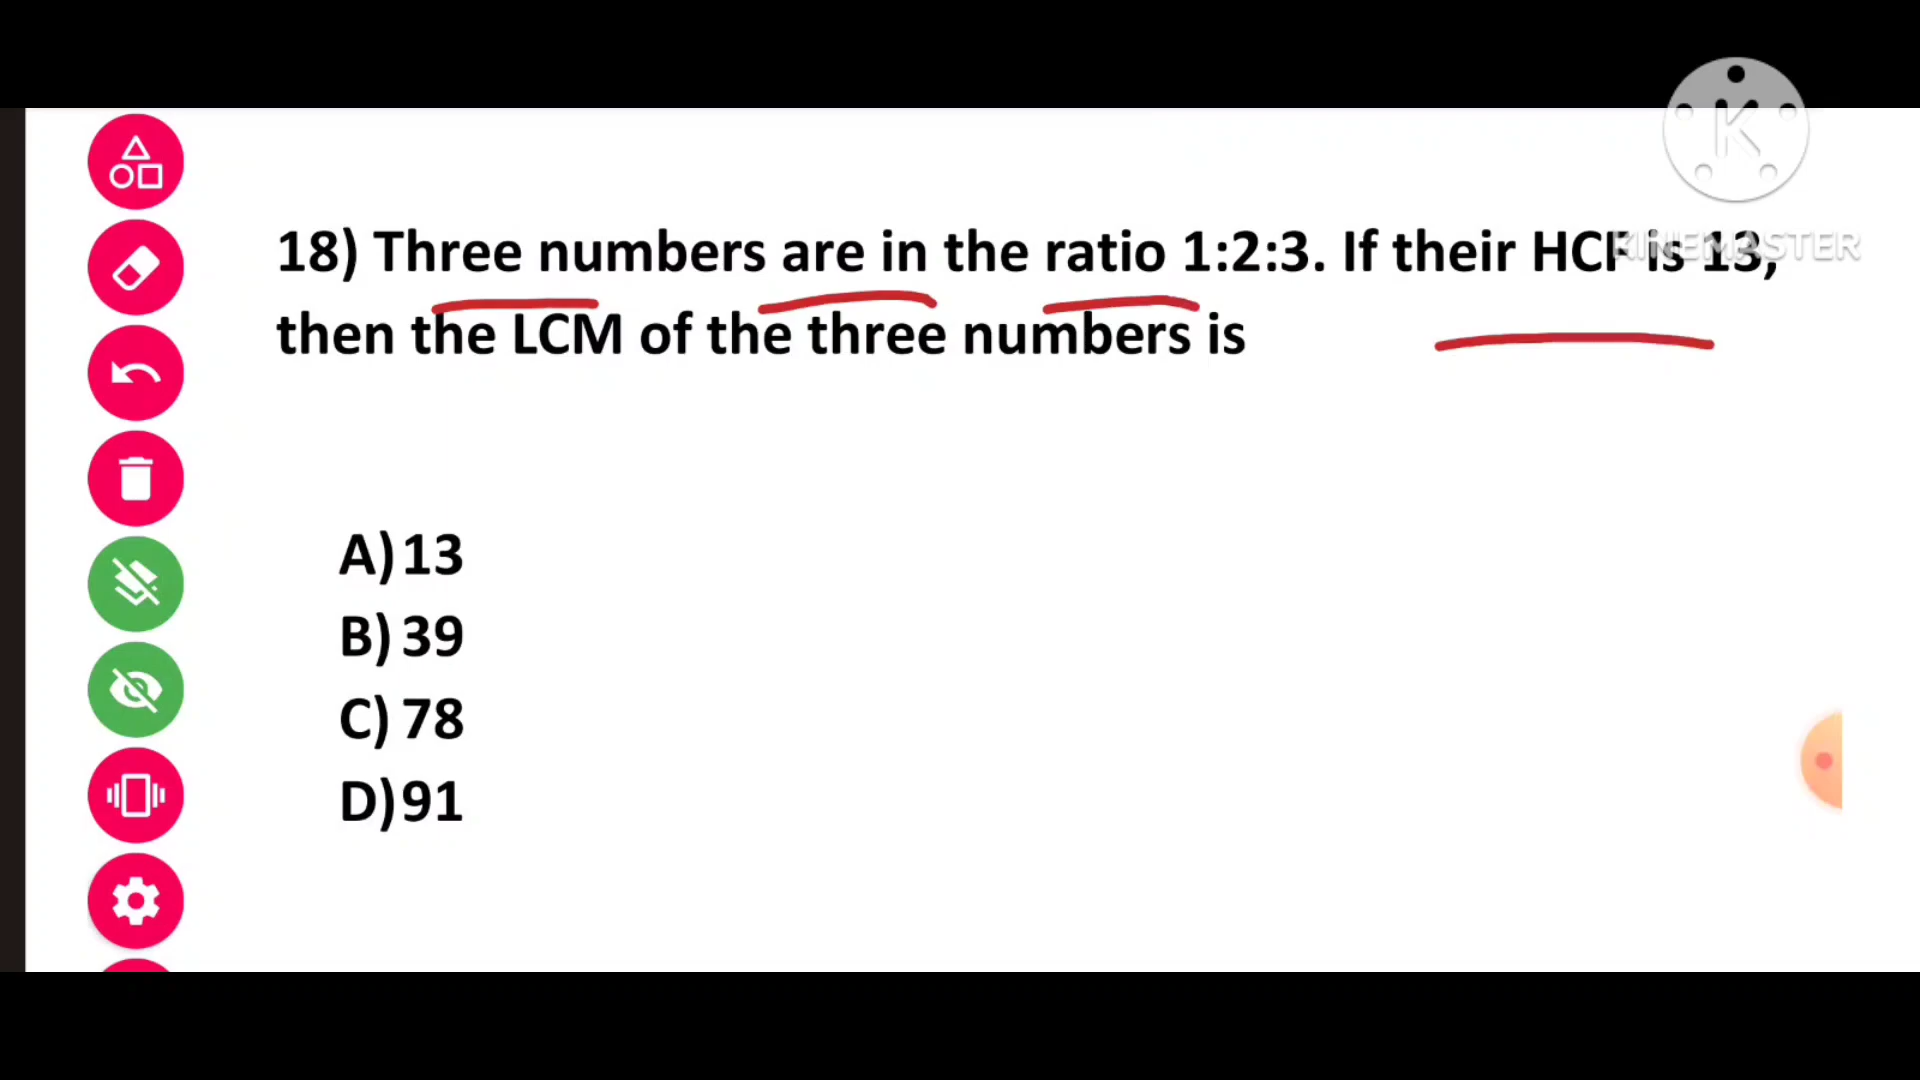 KINEMASTER
18) Three numbers are in the ratio 1:2:3. If their HCF is 13,
then the LCM of the three numbers is
A) 13
B) 39
C) 78
D) 91